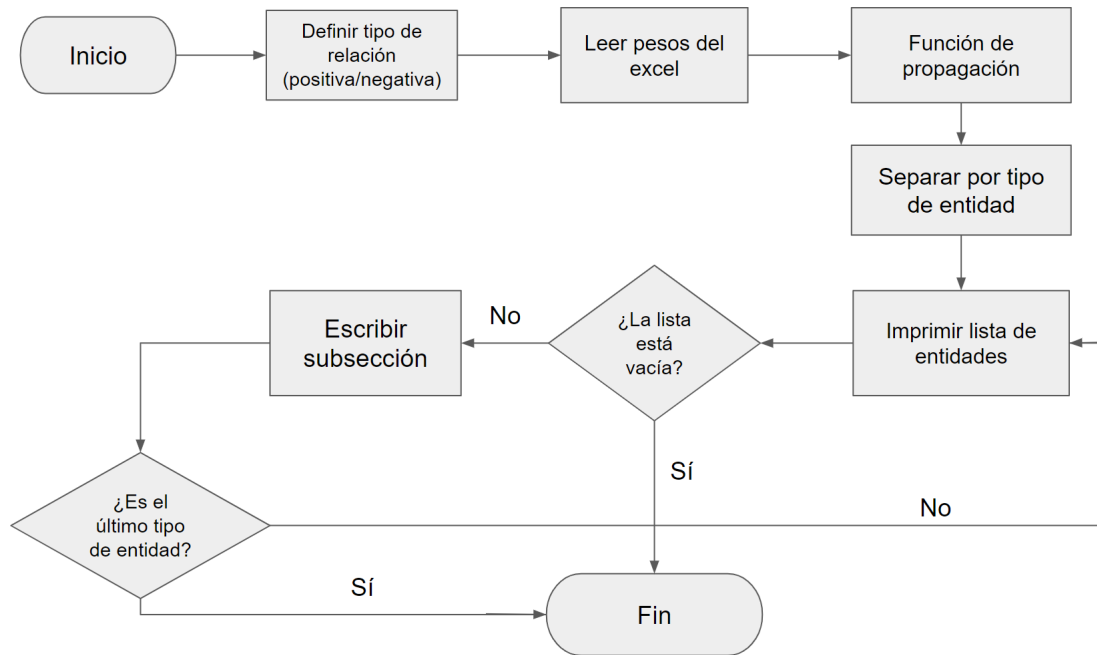 Inicio
Definir tipo de
relación
(positiva/negativa)
Leer pesos del
excel
Función de
propagación
Separar por tipo
de entidad
Imprimir lista de
entidades
¿La lista
está
vacía?
No
Escribir
subsección
Sí
¿Es el
último tipo
de entidad?
No
Sí
Fin